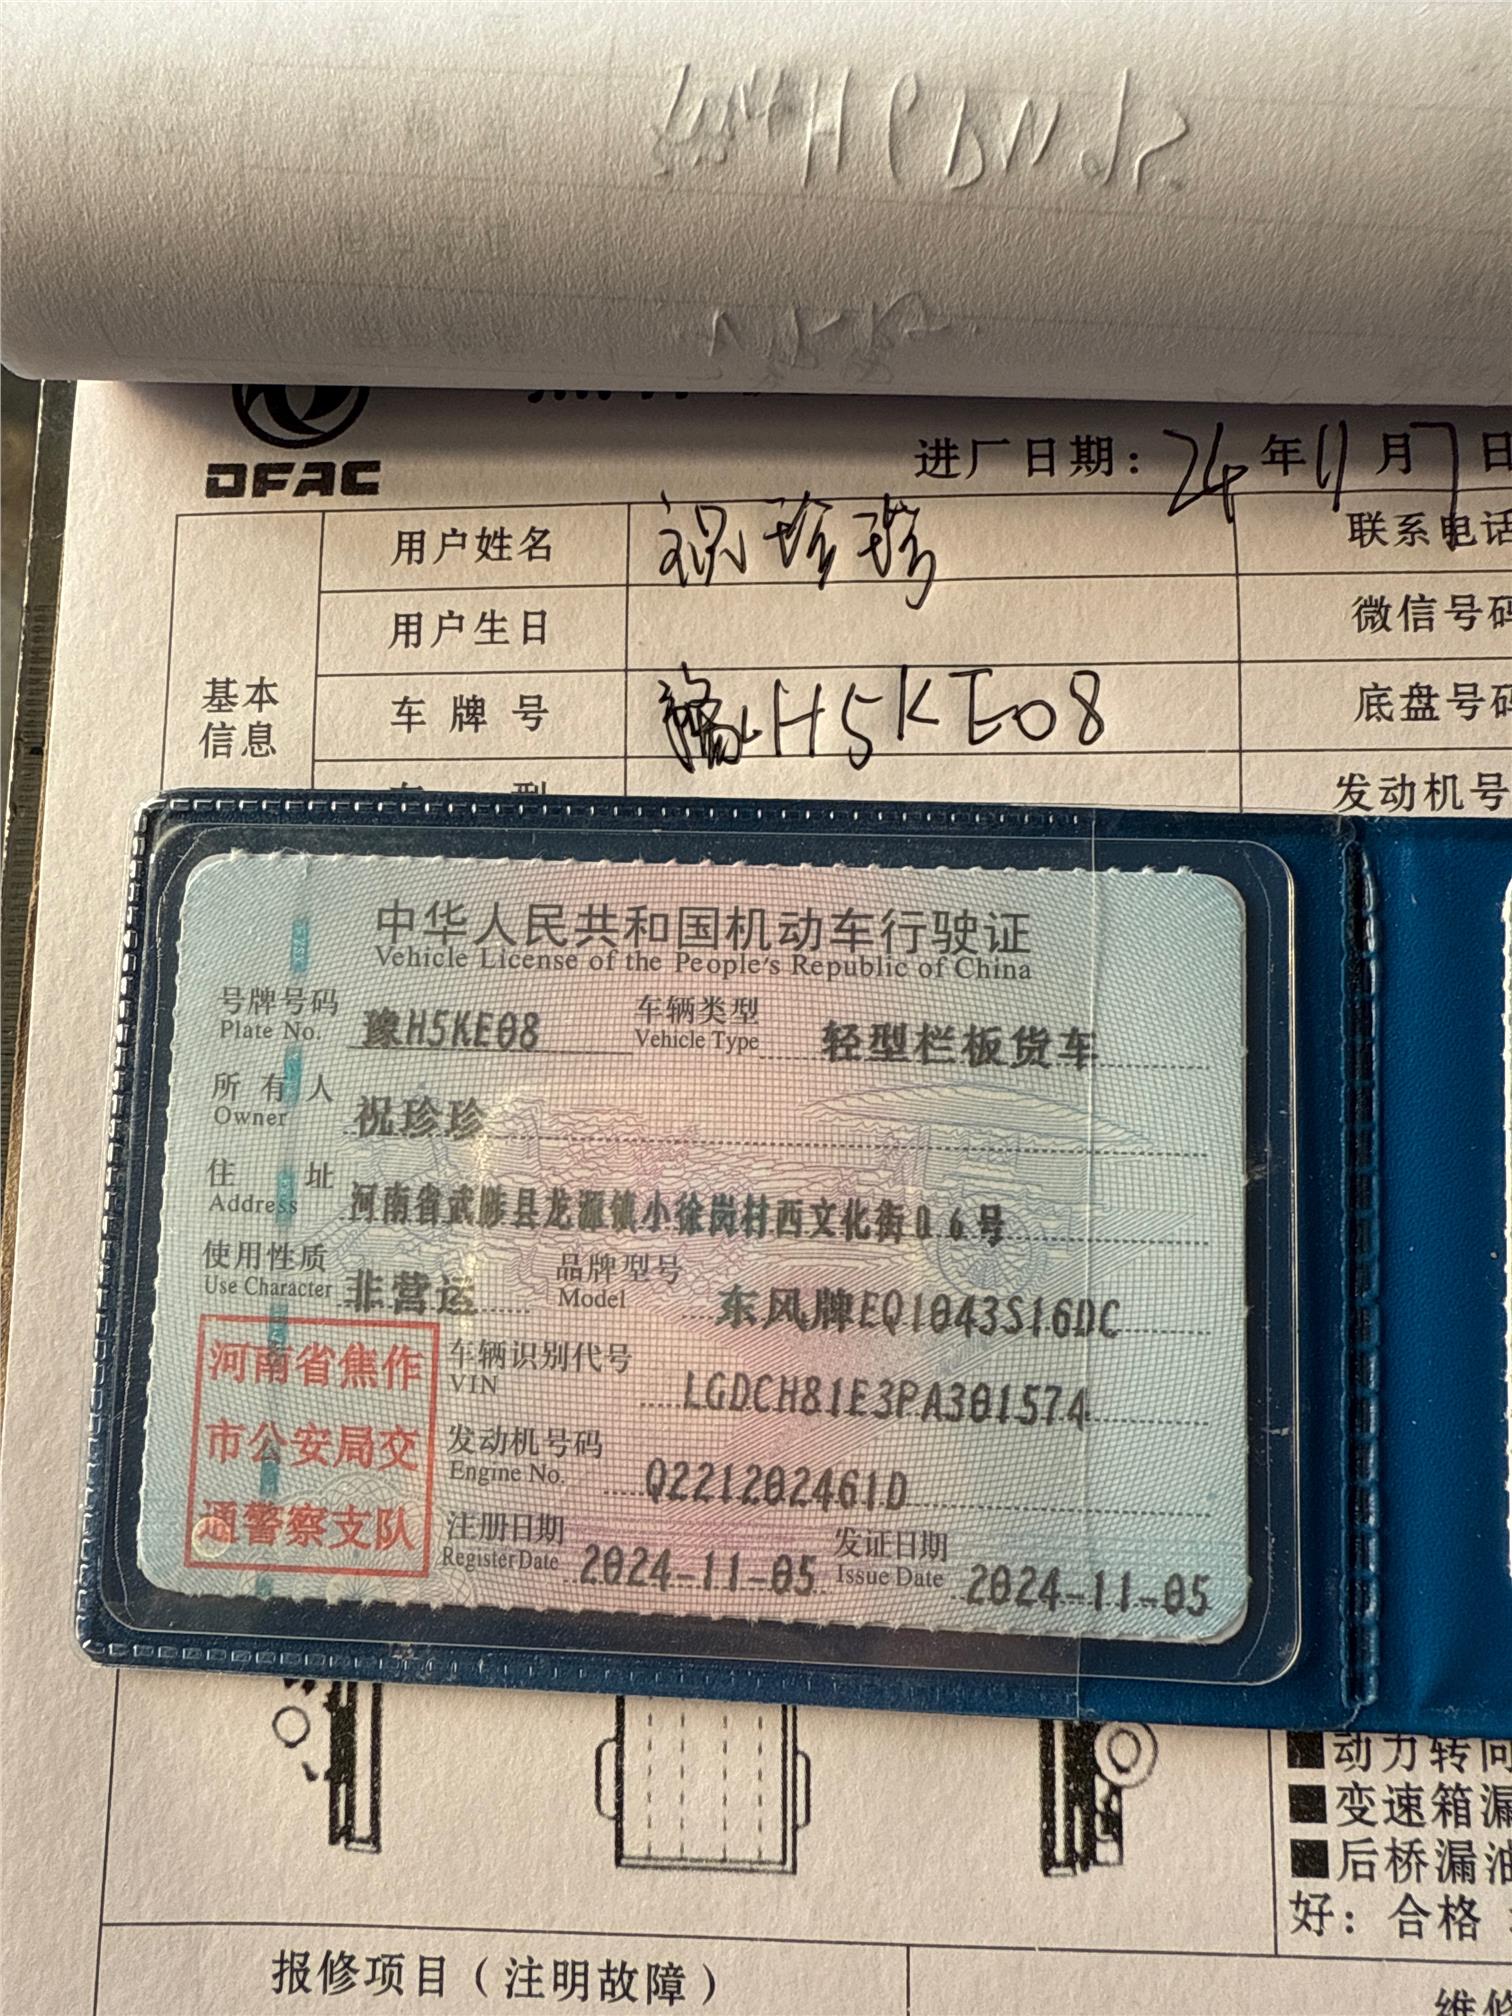 DFAC
进厂日期：24年11月7日
用户姓名 祝珍珍 联系电话
用户生日 微信号码
基本信息
车牌号 豫H5KE08 底盘号码
发动机号
中华人民共和国机动车行驶证
Vehicle License of the People's Republic of China
号牌号码 豫H5KE08 车辆类型 轻型栏板货车
Plate No. Vehicle Type
所有人 祝珍珍
Owner
住址 河南省武陟县龙源镇小徐岗村西文化街06号
Address
使用性质 非营运 品牌型号 东风牌EQ1043S16DC
Use Character Model
河南省焦作
市公安局交
通警察支队
车辆识别代号 LGDCH81E3PA301574
VIN
发动机号码 Q221202461D
Engine No.
注册日期 2024-11-05 发证日期 2024-11-05
Register Date Issue Date
■动力转向
■变速箱漏
■后桥漏油
好：合格
报修项目（注明故障）
维修